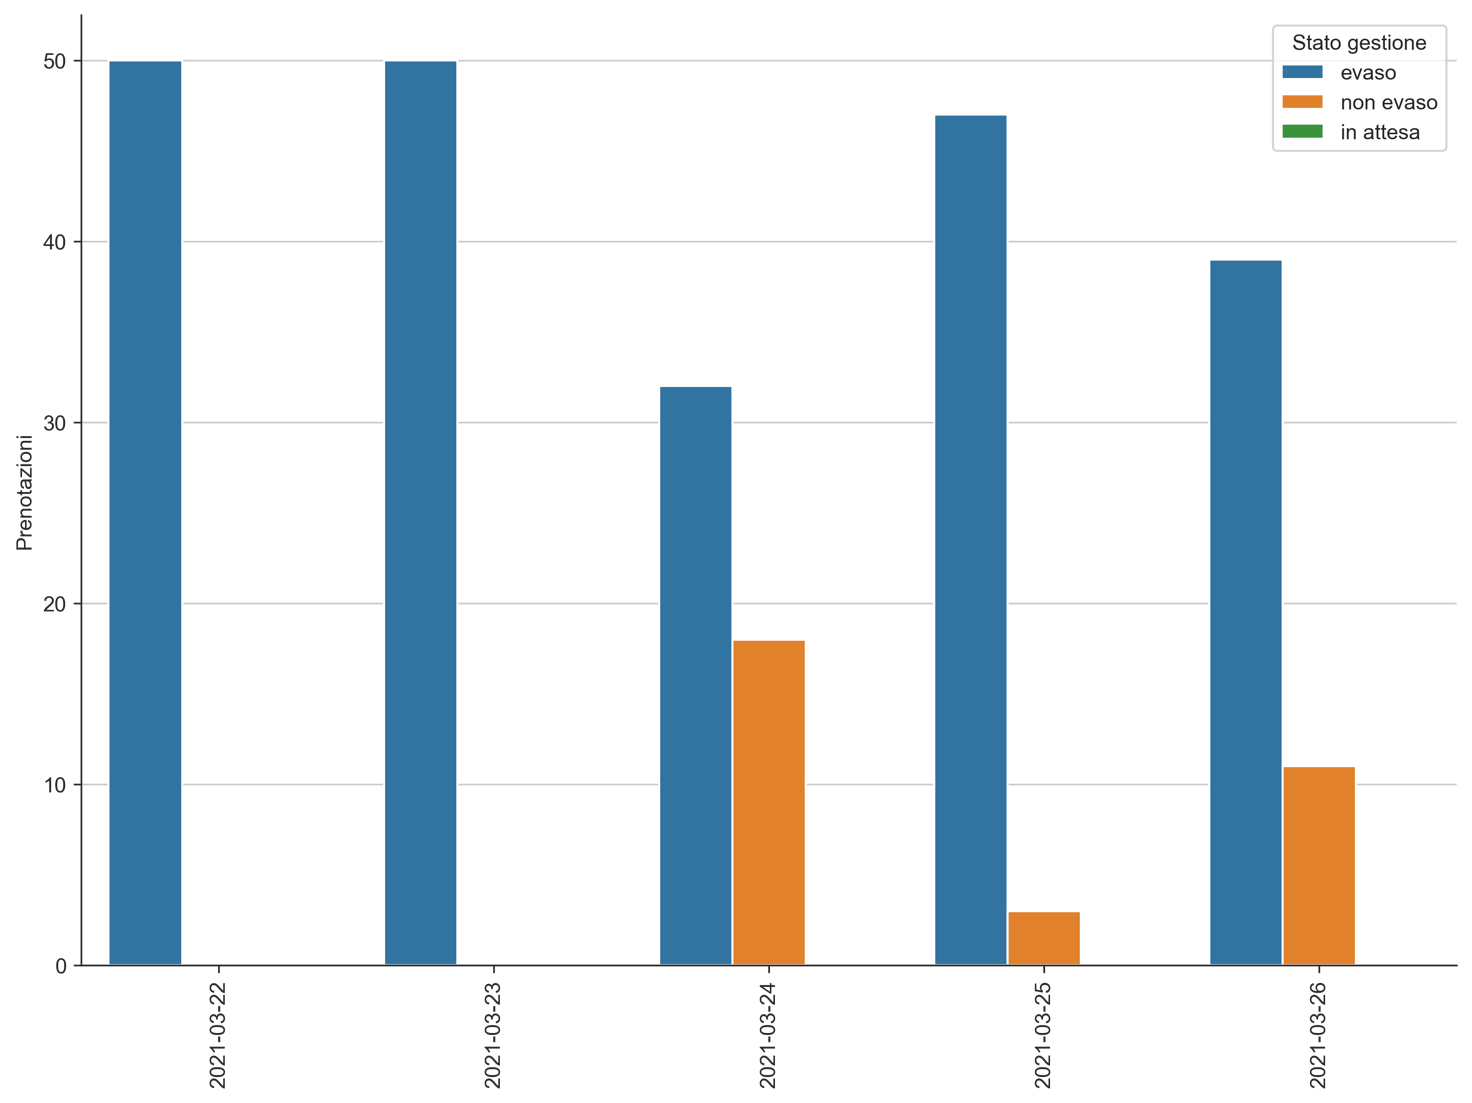 Stato gestione
evaso
non evaso
in attesa
Prenotazioni
50
40
30
20
10
0
2021-03-22
2021-03-23
2021-03-24
2021-03-25
2021-03-26